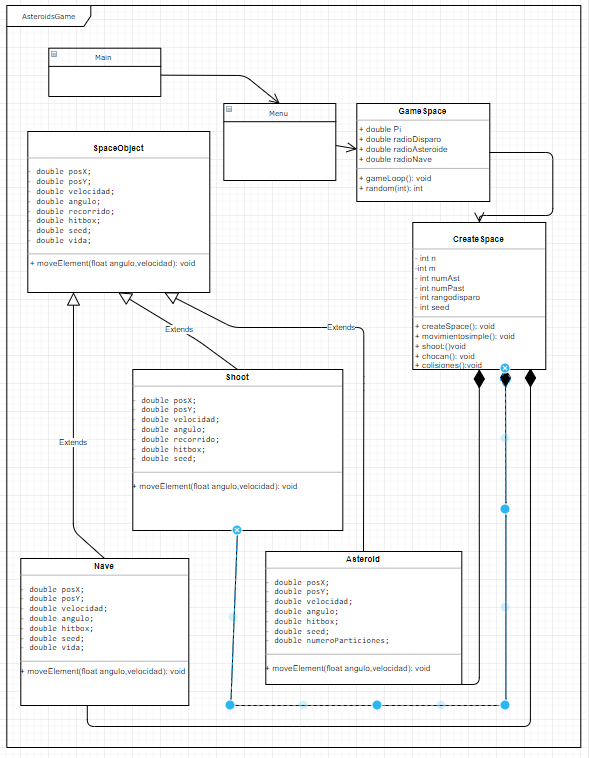 AsteroidsGame
Main
Menu
GameSpace
+ double Pi
+ double radioDisparo
+ double radioAsteroide
+ double radioNave
+ gameLoop(): void
+ random(int): int
SpaceObject
- double posX;
- double posY;
- double velocidad;
- double angulo;
- double recorrido;
- double hitbox;
- double seed;
- double vida;
+ moveElement(float angulo,velocidad): void
CreateSpace
- int n
-int m
- int numAst
- int numPast
- int rangodisparo
- int seed
+ createSpace(): void
+ movimientosimple(): void
+ shoot:()void
+ chocan(): void
+ colisiones():void
Extends
Extends
Extends
Shoot
- double posX;
- double posY;
- double velocidad;
- double angulo;
- double recorrido;
- double hitbox;
- double seed;
+ moveElement(float angulo,velocidad): void
Nave
- double posX;
- double posY;
- double velocidad;
- double angulo;
- double hitbox;
- double seed;
- double vida;
+ moveElement(float angulo,velocidad): void
Asteroid
- double posX;
- double posY;
- double velocidad;
- double angulo;
- double hitbox;
- double seed;
- double numeroParticiones;
+ moveElement(float angulo,velocidad): void